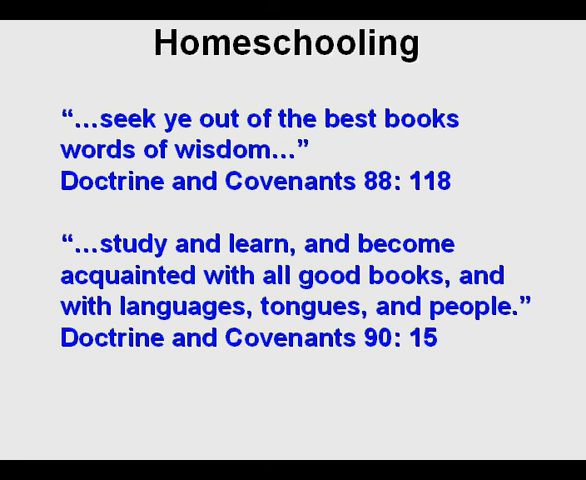 Homeschooling
“...seek ye out of the best books
words of wisdom...”
Doctrine and Covenants 88: 118
“...study and learn, and become
acquainted with all good books, and
with languages, tongues, and people.”
Doctrine and Covenants 90: 15